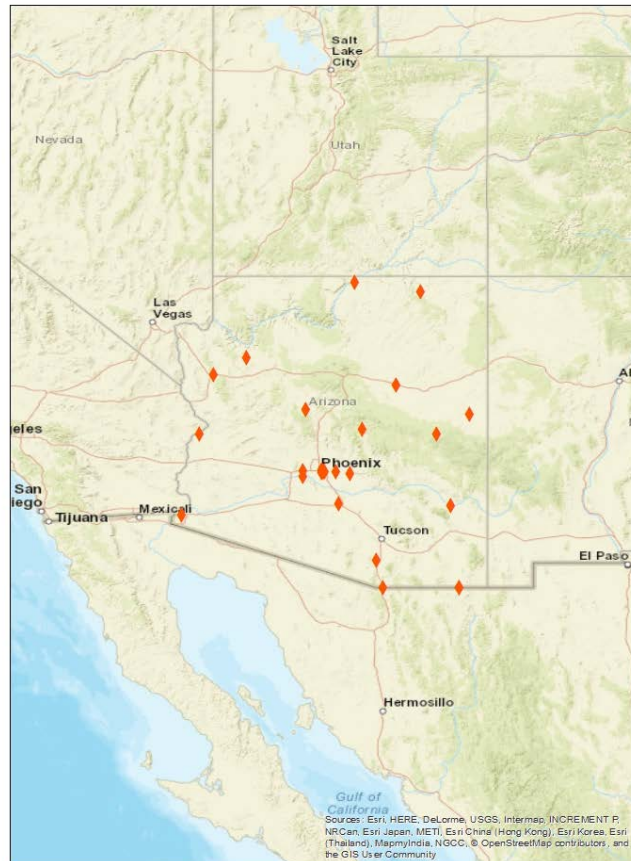 Salt
Lake
City
Nevada
Utah
Las
Vegas
Al
Arizona
geles
Phoenix
San
iego
Tijuana
Mexicali
Tucson
El Paso
Hermosillo
Gulf of
California
Sources: Esri, HERE, DeLorme, USGS, Intermap, INCREMENT P,
NRCan, Esri Japan, METI, Esri China (Hong Kong), Esri Korea, Esri
(Thailand), MapmyIndia, NGCC, © OpenStreetMap contributors, and
the GIS User Community